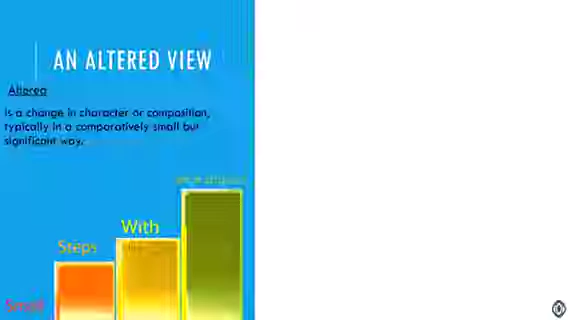 AN ALTERED VIEW
Altered
Is a change in character or composition,
typically in a comparatively small but
significant way.
With
Steps
Small